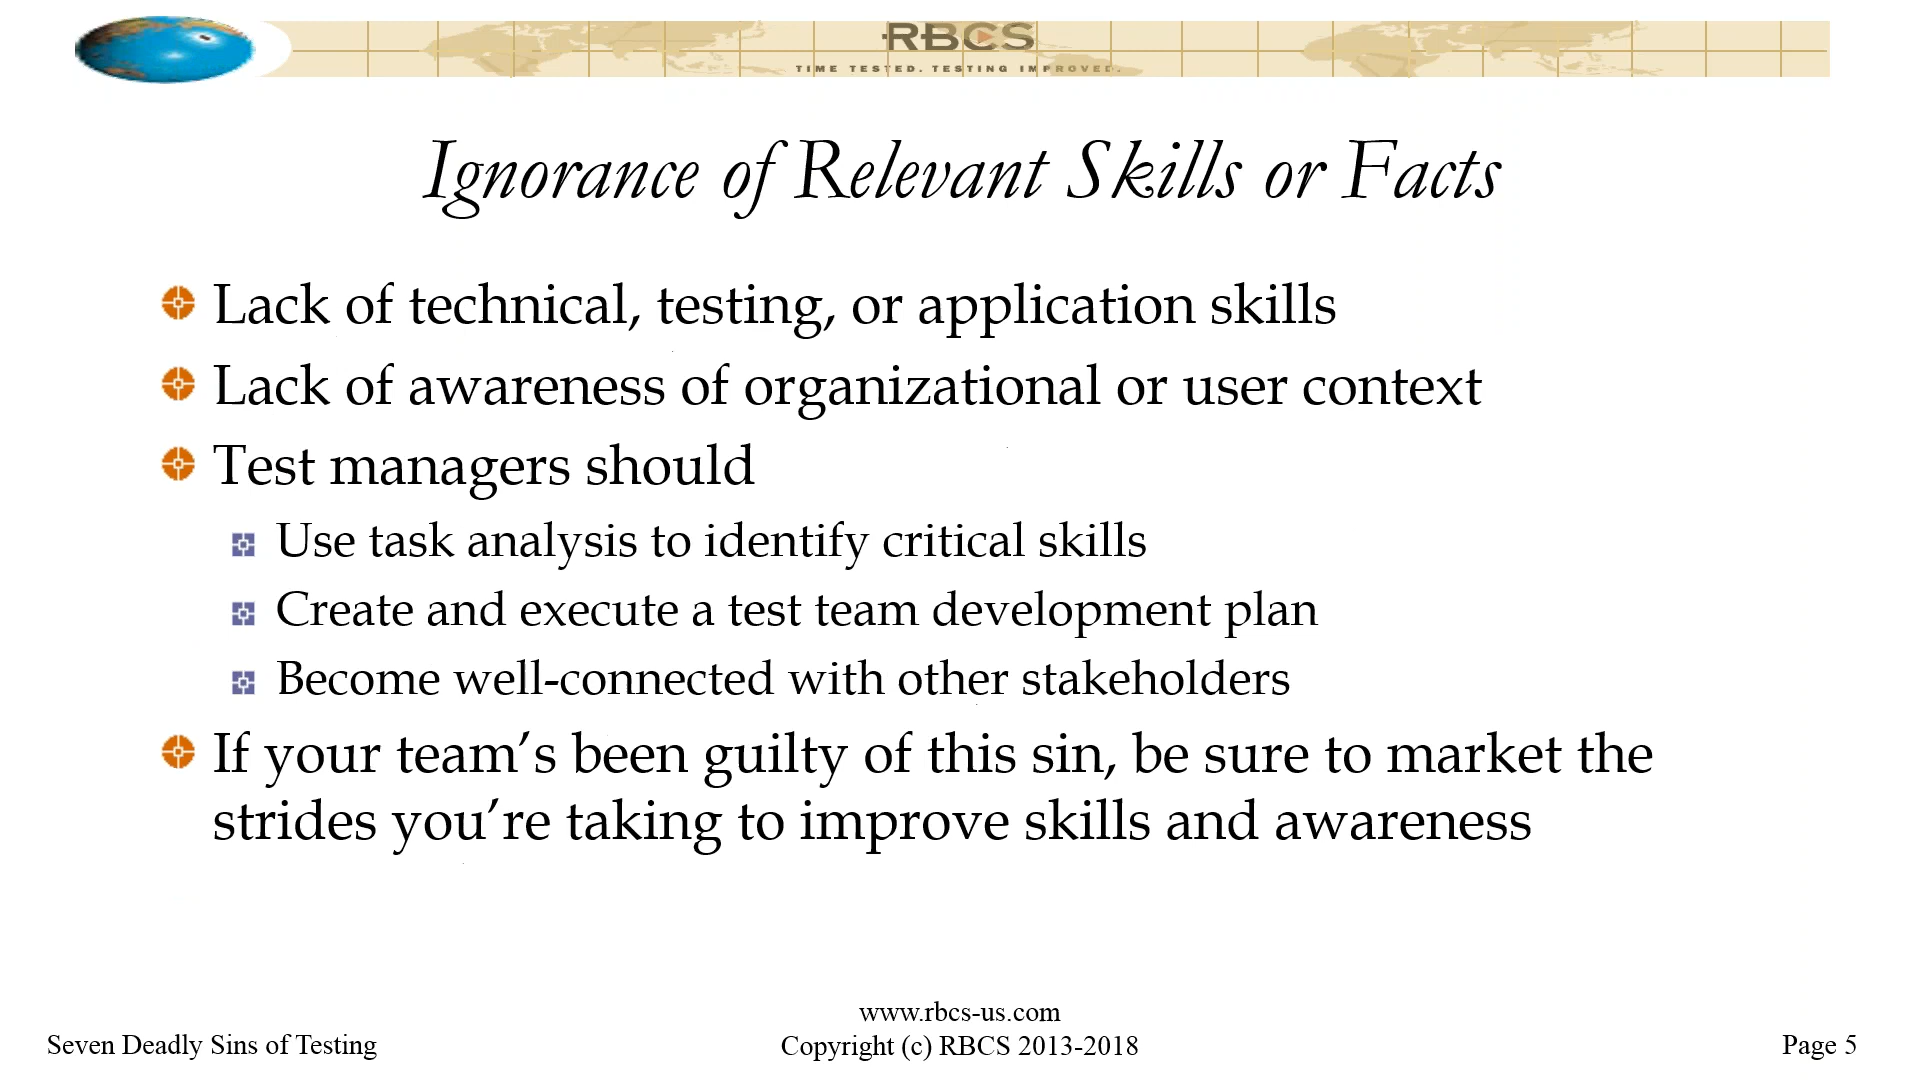 RBCS
TIME TESTED. TESTING IMPROVED.
Ignorance of Relevant Skills or Facts
Lack of technical, testing, or application skills
Lack of awareness of organizational or user context
Test managers should
Use task analysis to identify critical skills
Create and execute a test team development plan
Become well-connected with other stakeholders
If your team’s been guilty of this sin, be sure to market the
strides you’re taking to improve skills and awareness
www.rbcs-us.com
Seven Deadly Sins of Testing
Copyright (c) RBCS 2013-2018
Page 5